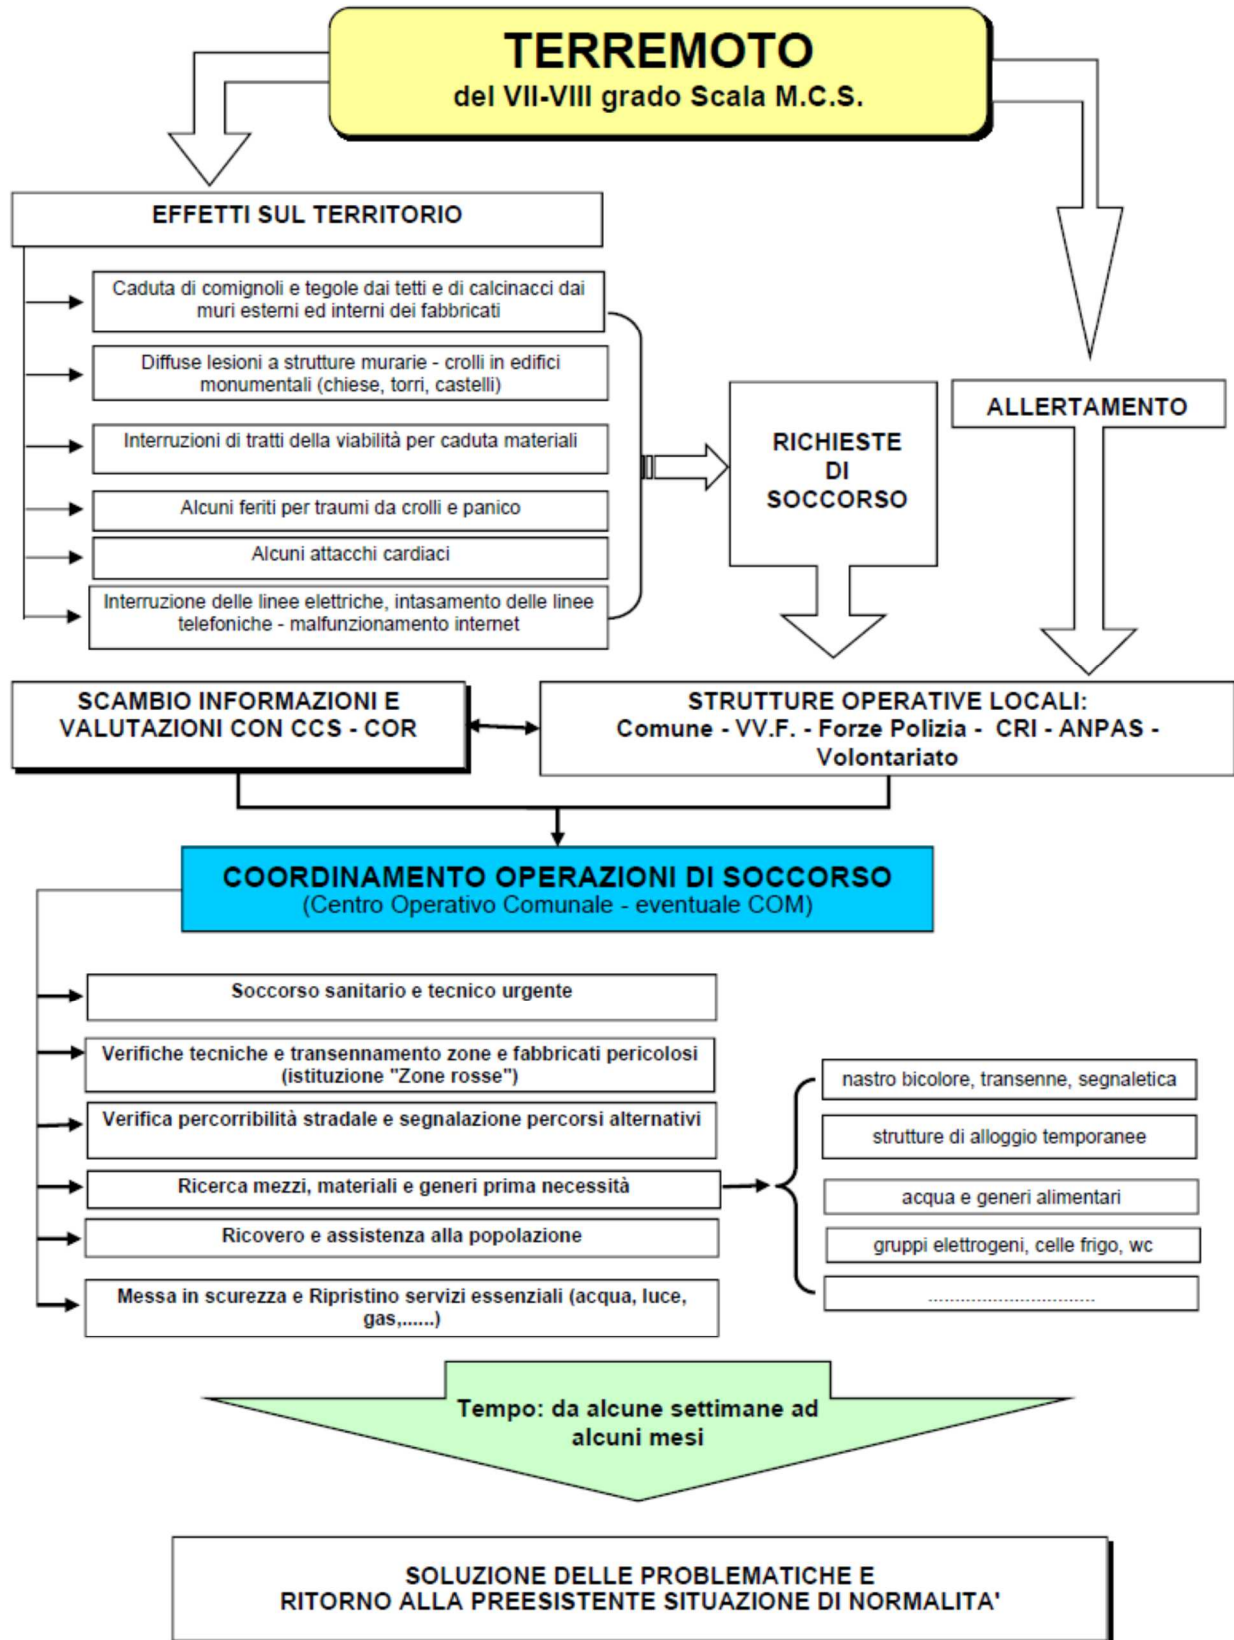 TERREMOTO
del VII-VIII grado Scala M.C.S.
EFFETTI SUL TERRITORIO
Caduta di comignoli e tegole dai tetti e di calcinacci dai
muri esterni ed interni dei fabbricati
Diffuse lesioni a strutture murarie - crolli in edifici
monumentali (chiese, torri, castelli)
Interruzioni di tratti della viabilità per caduta materiali
Alcuni feriti per traumi da crolli e panico
Alcuni attacchi cardiaci
Interruzione delle linee elettriche, intasamento delle linee
telefoniche - malfunzionamento internet
RICHIESTE
DI
SOCCORSO
ALLERTAMENTO
SCAMBIO INFORMAZIONI E
VALUTAZIONI CON CCS - COR
STRUTTURE OPERATIVE LOCALI:
Comune - VV.F. - Forze Polizia - CRI - ANPAS -
Volontariato
COORDINAMENTO OPERAZIONI DI SOCCORSO
(Centro Operativo Comunale - eventuale COM)
Soccorso sanitario e tecnico urgente
Verifiche tecniche e transennamento zone e fabbricati pericolosi
(istituzione "Zone rosse")
Verifica percorribilità stradale e segnalazione percorsi alternativi
Ricerca mezzi, materiali e generi prima necessità
Ricovero e assistenza alla popolazione
Messa in scurezza e Ripristino servizi essenziali (acqua, luce,
gas,......)
nastro bicolore, transenne, segnaletica
strutture di alloggio temporanee
acqua e generi alimentari
gruppi elettrogeni, celle frigo, wc
..............................
Tempo: da alcune settimane ad
alcuni mesi
SOLUZIONE DELLE PROBLEMATICHE E
RITORNO ALLA PREESISTENTE SITUAZIONE DI NORMALITA'